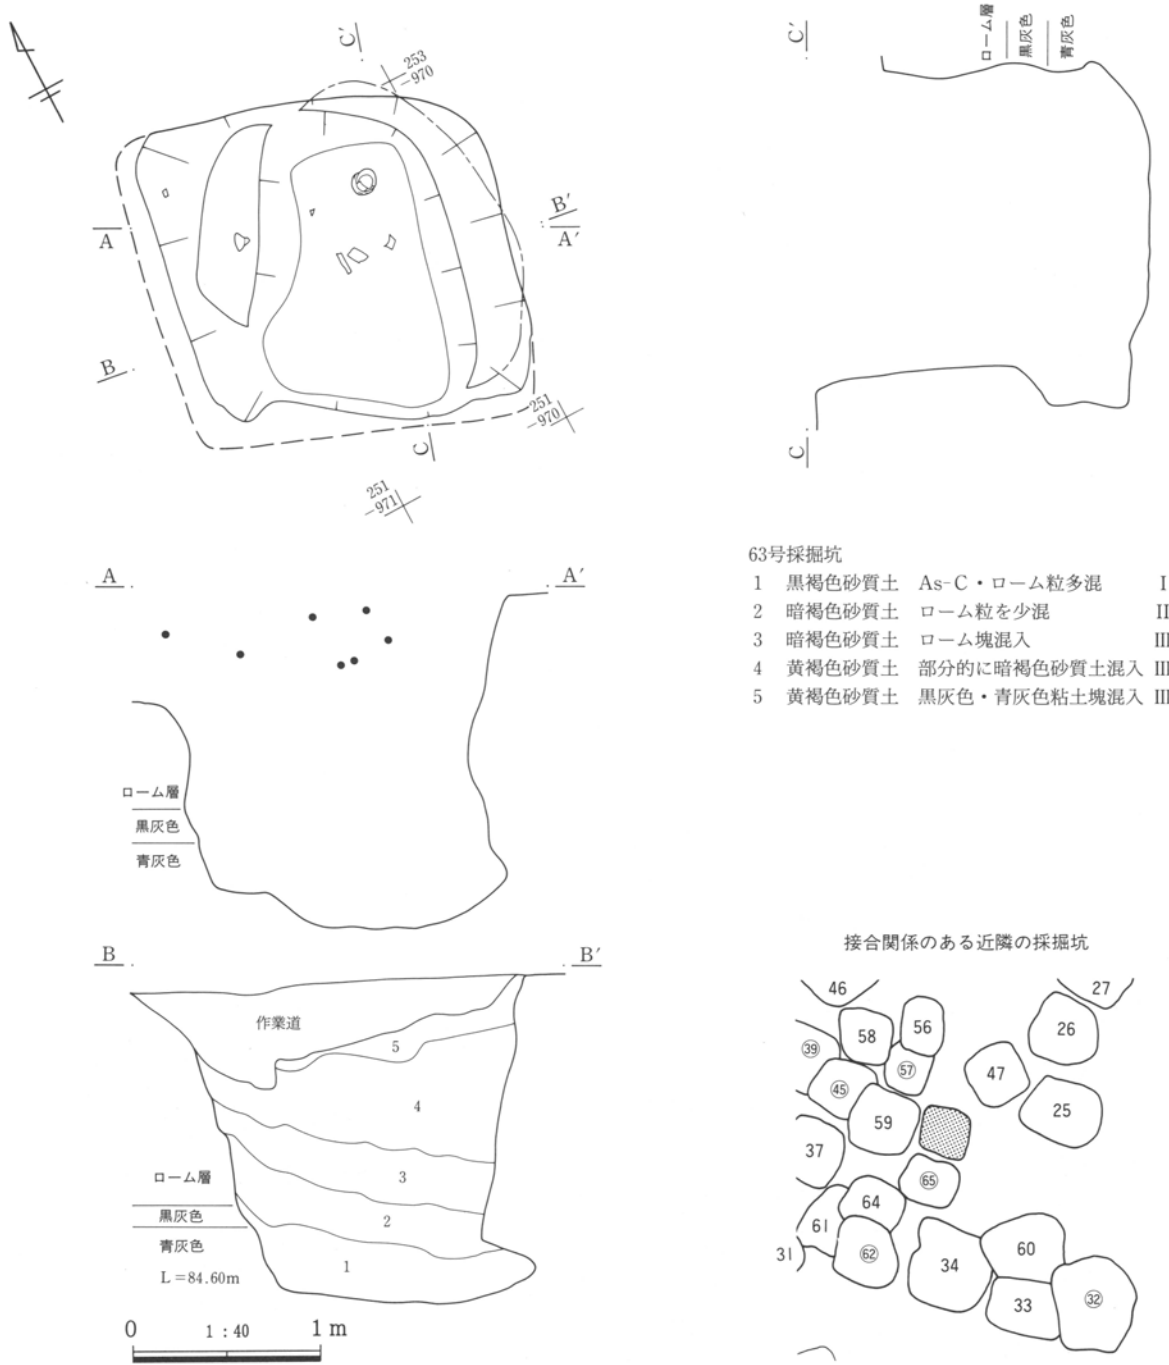 C′
253
-970
A
B′
A′
B
251
-970
C
251
-971
C′
ローム層
黒灰色
青灰色
C
63号採掘坑
1 黒褐色砂質土 As-C・ローム粒多混 I
2 暗褐色砂質土 ローム粒を少混 II
3 暗褐色砂質土 ローム塊混入 III
4 黄褐色砂質土 部分的に暗褐色砂質土混入 III
5 黄褐色砂質土 黒灰色・青灰色粘土塊混入 III
A
A′
ローム層
黒灰色
青灰色
B
B′
作業道
5
4
3
2
1
ローム層
黒灰色
青灰色
L=84.60m
0 1:40 1m
接合関係のある近隣の採掘坑
46
27
58
56
26
39
57
47
45
25
59
37
65
64
61
31
62
34
60
33
32